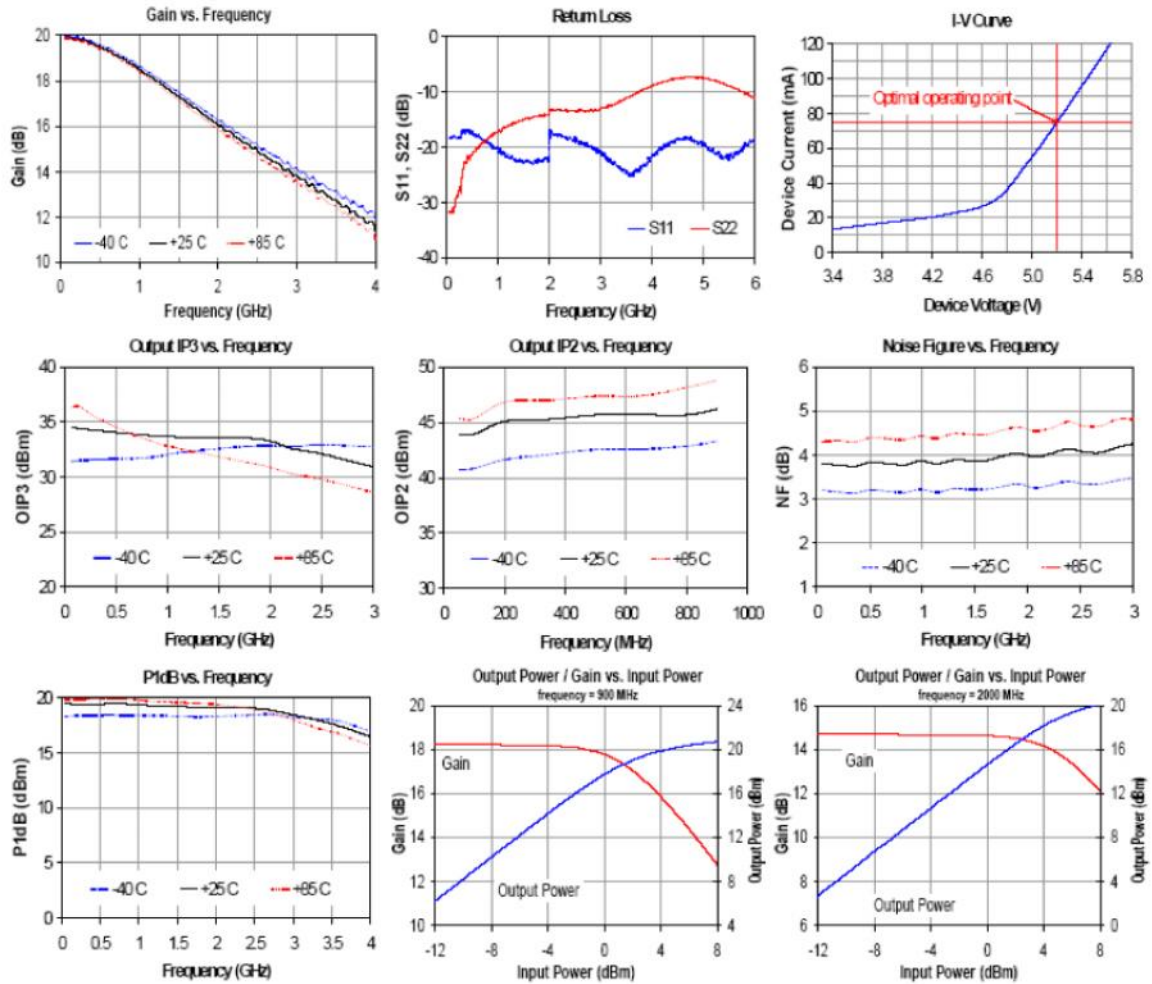 Gain vs. Frequency
Gain (dB)
20
18
16
14
12
10
-40 C +25 C +85 C
0 1 2 3 4
Frequency (GHz)
Return Loss
S11, S22 (dB)
0
-10
-20
-30
-40
S11 S22
0 1 2 3 4 5 6
Frequency (GHz)
I-V Curve
Device Current (mA)
120
100
80
60
40
20
0
Optimal operating point
3.4 3.8 4.2 4.6 5.0 5.4 5.8
Device Voltage (V)
Output IP3 vs. Frequency
OIP3 (dBm)
40
35
30
25
20
-40 C +25 C +85 C
0 0.5 1 1.5 2 2.5 3
Frequency (GHz)
Output IP2 vs. Frequency
OIP2 (dBm)
50
45
40
35
30
-40 C +25 C +85 C
0 200 400 600 800 1000
Frequency (MHz)
Noise Figure vs. Frequency
NF (dB)
6
5
4
3
2
1
-40 C +25 C +85 C
0 0.5 1 1.5 2 2.5 3
Frequency (GHz)
P1dB vs. Frequency
P1dB (dBm)
20
15
10
5
0
-40 C +25 C +85 C
0 0.5 1 1.5 2 2.5 3 3.5 4
Frequency (GHz)
Output Power / Gain vs. Input Power
frequency = 900 MHz
Gain (dB)
20
18
16
14
12
10
Gain
Output Power
24
20
16
12
8
4
Output Power (dBm)
-12 -8 -4 0 4 8
Input Power (dBm)
Output Power / Gain vs. Input Power
frequency = 2000 MHz
Gain (dB)
16
14
12
10
8
6
Gain
Output Power
20
16
12
8
4
0
Output Power (dBm)
-12 -8 -4 0 4 8
Input Power (dBm)